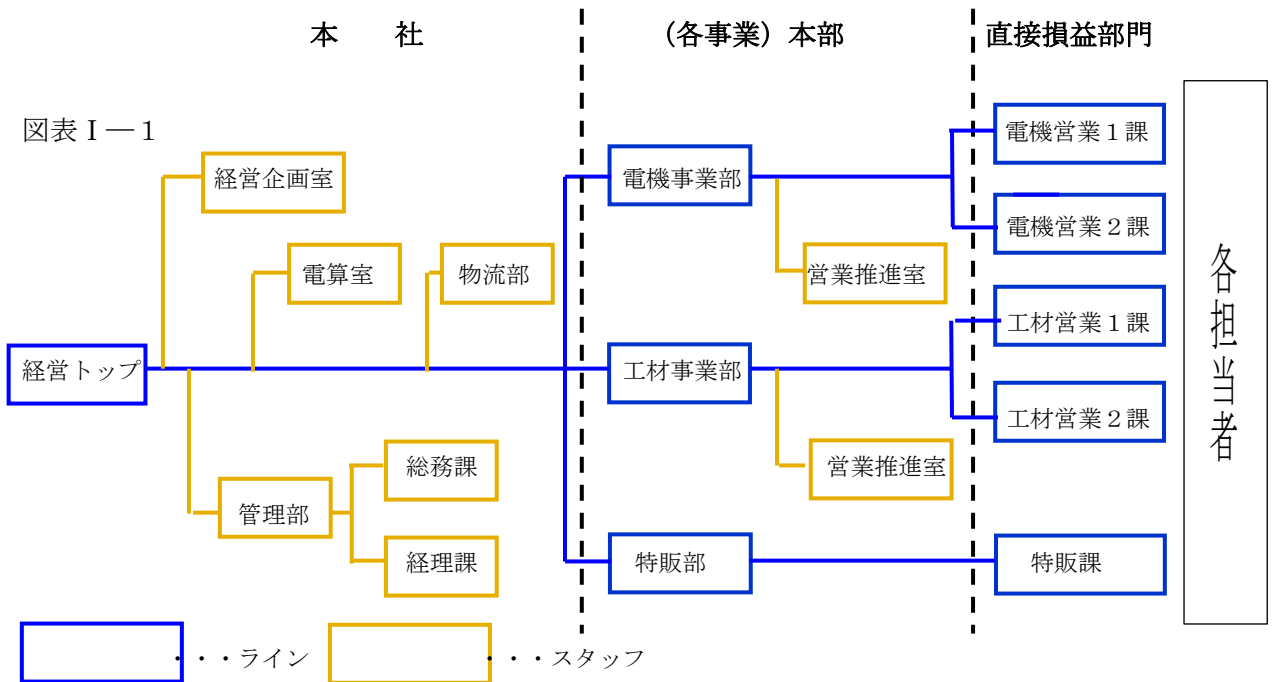 本　　社
(各事業）本部
直接損益部門
図表Ⅰ―１
経営企画室
電算室
物流部
経営トップ
管理部
総務課
経理課
電機事業部
営業推進室
工材事業部
営業推進室
特販部
電機営業１課
電機営業２課
工材営業１課
工材営業２課
特販課
各担当者
・・・ライン
・・・スタッフ